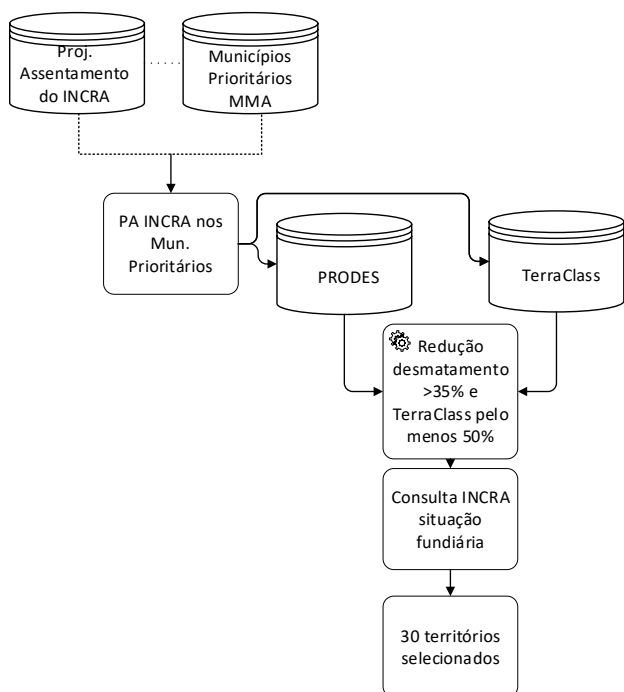 Proj.
Assentamento
do INCRA
Municípios
Prioritários
MMA
PA INCRA nos
Mun.
Prioritários
PRODES
TerraClass
Redução
desmatamento
>35% e
TerraClass pelo
menos 50%
Consulta INCRA
situação
fundiária
30 territórios
selecionados